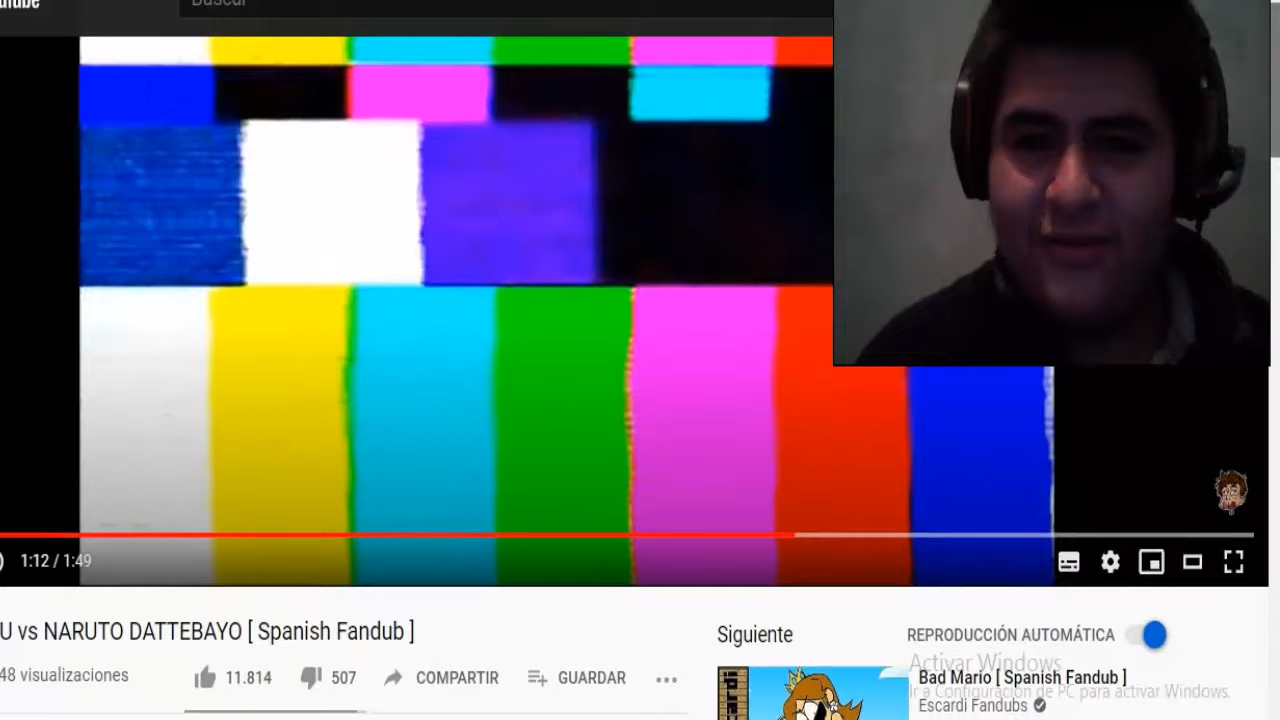 Buscar
1:12 / 1:49
U vs NARUTO DATTEBAYO [ Spanish Fandub ]
48 visualizaciones
11.814
507
COMPARTIR
GUARDAR
Siguiente
REPRODUCCIÓN AUTOMÁTICA
Activar Windows
Bad Mario [ Spanish Fandub ]
Ir a Configuración de PC para activar Windows.
Escardi Fandubs